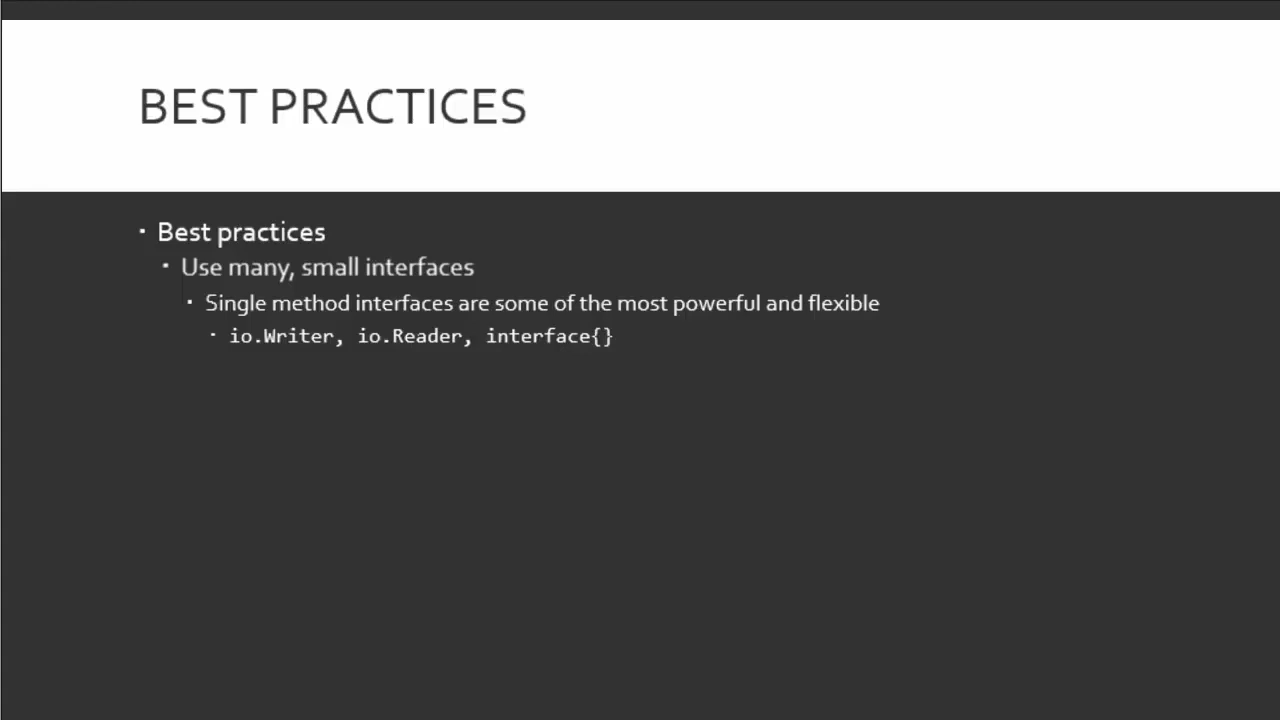 BEST PRACTICES
Best practices
Use many, small interfaces
Single method interfaces are some of the most powerful and flexible
io.Writer, io.Reader, interface{}